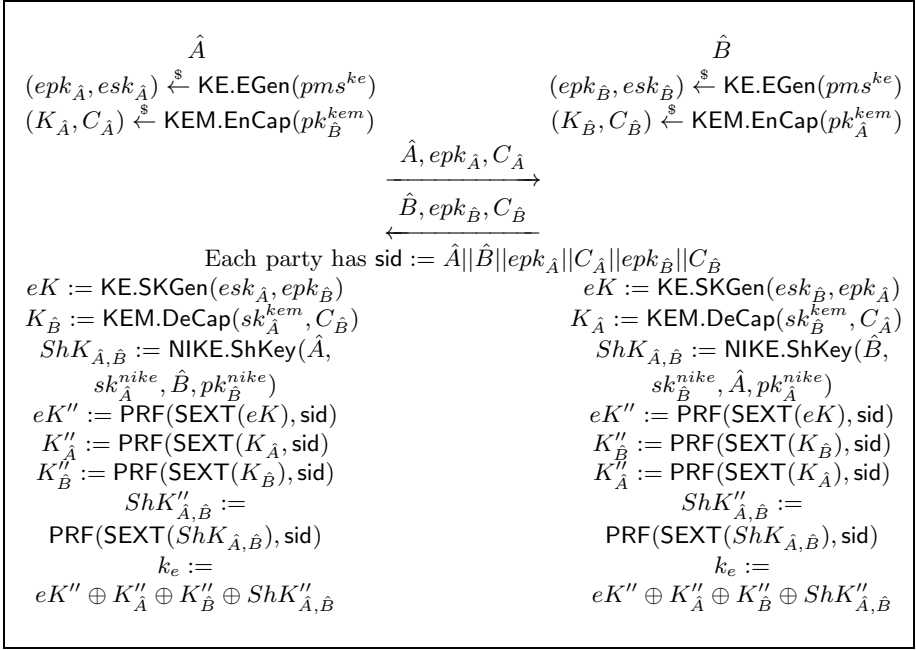 Â B̂
(epk_Â, esk_Â) ←$ KE.EGen(pms^ke) (epk_B̂, esk_B̂) ←$ KE.EGen(pms^ke)
(K_Â, C_Â) ←$ KEM.EnCap(pk_B̂^kem) (K_B̂, C_B̂) ←$ KEM.EnCap(pk_Â^kem)
Â, epk_Â, C_Â
B̂, epk_B̂, C_B̂
Each party has sid := Â||B̂||epk_Â||C_Â||epk_B̂||C_B̂
eK := KE.SKGen(esk_Â, epk_B̂) eK := KE.SKGen(esk_B̂, epk_Â)
K_B̂ := KEM.DeCap(sk_Â^kem, C_B̂) K_Â := KEM.DeCap(sk_B̂^kem, C_Â)
ShK_Â,B̂ := NIKE.ShKey(Â, ShK_Â,B̂ := NIKE.ShKey(B̂,
sk_Â^nike, B̂, pk_B̂^nike) sk_B̂^nike, Â, pk_Â^nike)
eK'' := PRF(SEXT(eK), sid) eK'' := PRF(SEXT(eK), sid)
K''_Â := PRF(SEXT(K_Â, sid) K''_B̂ := PRF(SEXT(K_B̂), sid)
K''_B̂ := PRF(SEXT(K_B̂), sid) K''_Â := PRF(SEXT(K_Â), sid)
ShK''_Â,B̂ := ShK''_Â,B̂ :=
PRF(SEXT(ShK_Â,B̂), sid) PRF(SEXT(ShK_Â,B̂), sid)
k_e := k_e :=
eK'' ⊕ K''_Â ⊕ K''_B̂ ⊕ ShK''_Â,B̂ eK'' ⊕ K''_Â ⊕ K''_B̂ ⊕ ShK''_Â,B̂